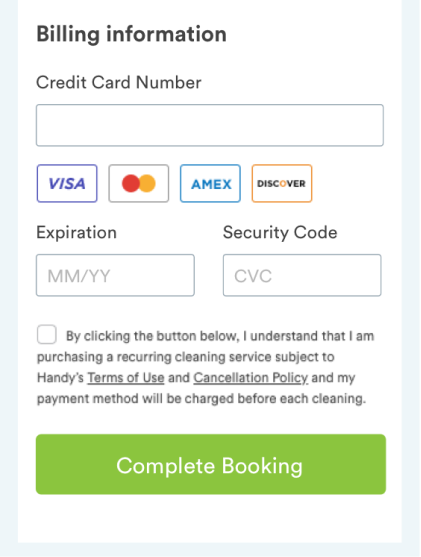 Billing information
Credit Card Number
VISA AMEX DISCOVER
Expiration Security Code
MM/YY CVC
By clicking the button below, I understand that I am
purchasing a recurring cleaning service subject to
Handy's Terms of Use and Cancellation Policy and my
payment method will be charged before each cleaning.
Complete Booking